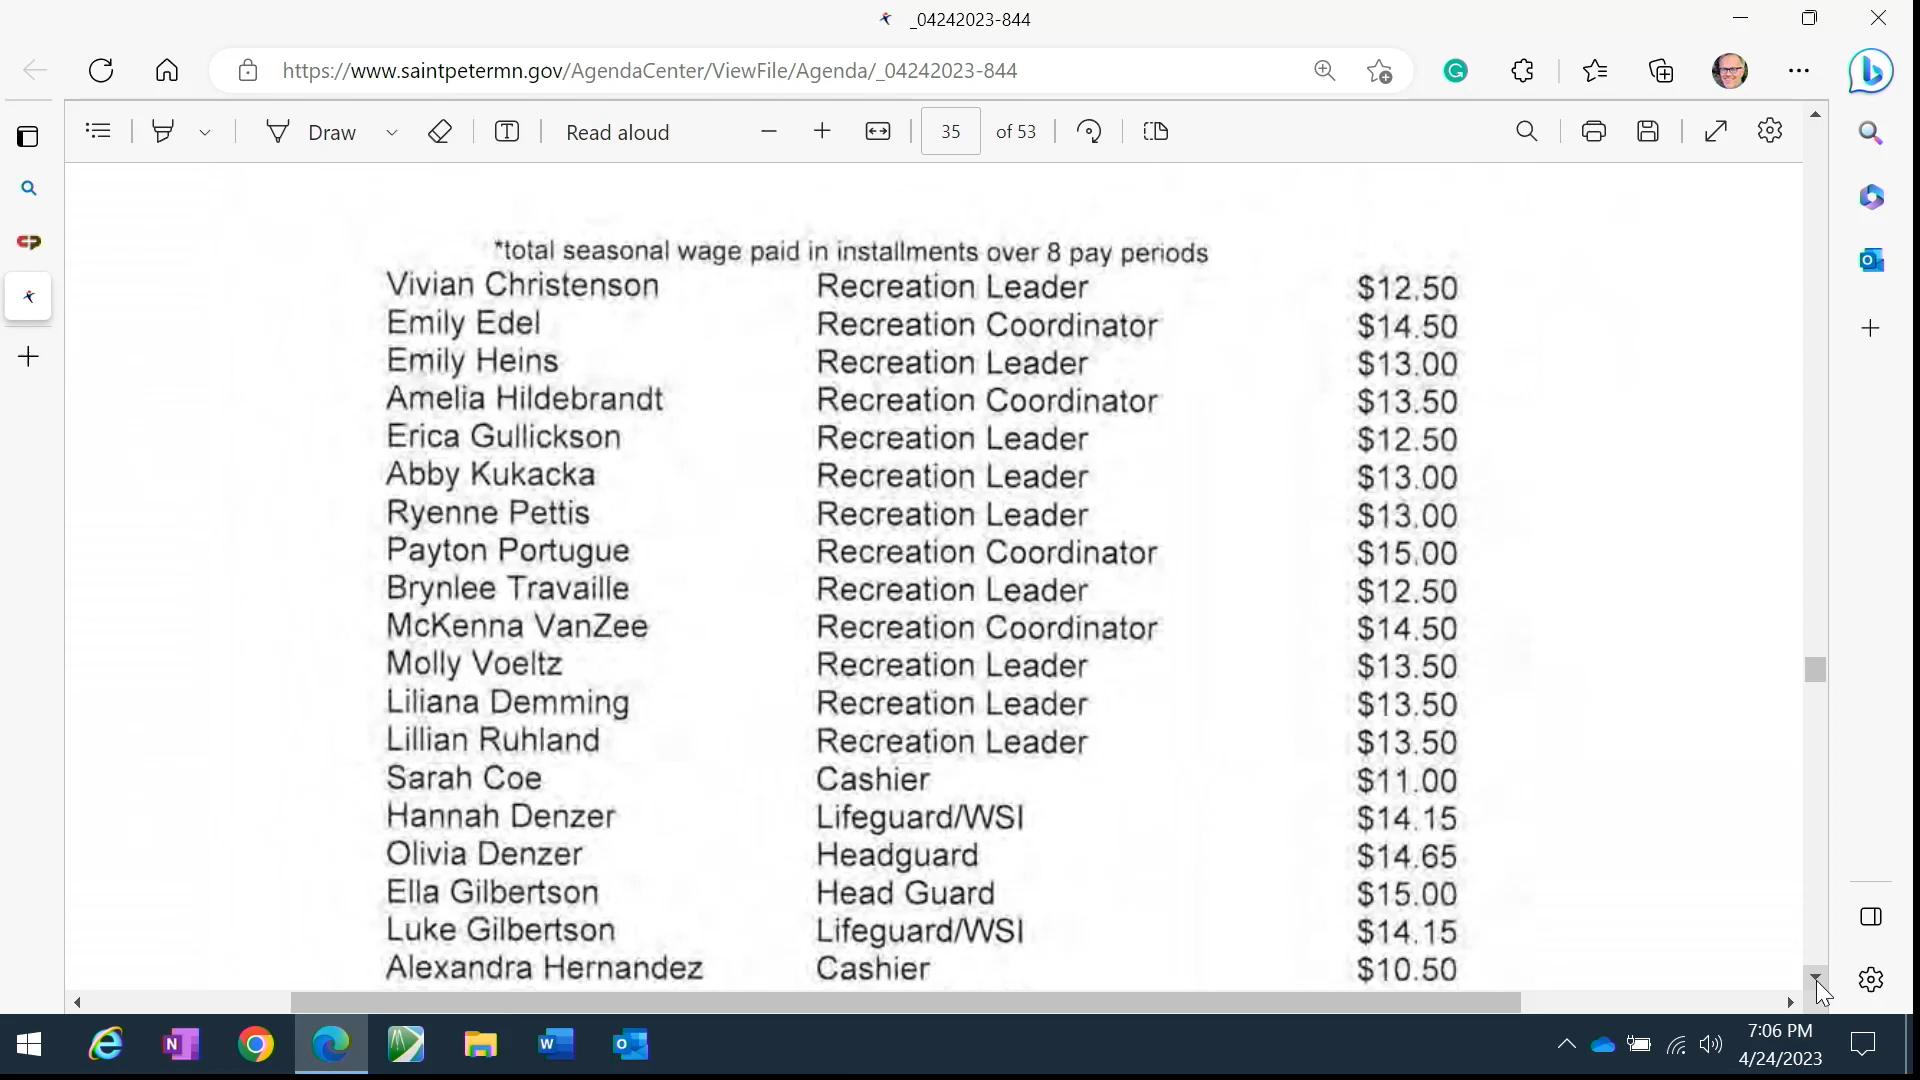 _04242023-844
https://www.saintpetermn.gov/AgendaCenter/ViewFile/Agenda/_04242023-844
Draw
Read aloud
35 of 53
*total seasonal wage paid in installments over 8 pay periods
Vivian Christenson Recreation Leader $12.50
Emily Edel Recreation Coordinator $14.50
Emily Heins Recreation Leader $13.00
Amelia Hildebrandt Recreation Coordinator $13.50
Erica Gullickson Recreation Leader $12.50
Abby Kukacka Recreation Leader $13.00
Ryenne Pettis Recreation Leader $13.00
Payton Portugue Recreation Coordinator $15.00
Brynlee Travaille Recreation Leader $12.50
McKenna VanZee Recreation Coordinator $14.50
Molly Voeltz Recreation Leader $13.50
Liliana Demming Recreation Leader $13.50
Lillian Ruhland Recreation Leader $13.50
Sarah Coe Cashier $11.00
Hannah Denzer Lifeguard/WSI $14.15
Olivia Denzer Headguard $14.65
Ella Gilbertson Head Guard $15.00
Luke Gilbertson Lifeguard/WSI $14.15
Alexandra Hernandez Cashier $10.50
7:06 PM
4/24/2023